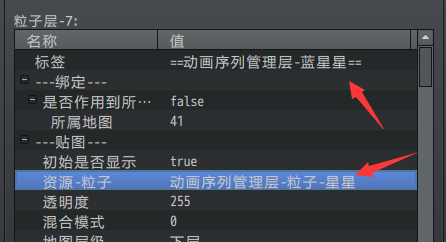 粒子层-7:
名称 值
标签 ==动画序列管理层-蓝星星==
---绑定---
是否作用到所… false
所属地图 41
---贴图---
初始是否显示 true
资源-粒子 动画序列管理层-粒子-星星
透明度 255
混合模式 0
地图层级 下层